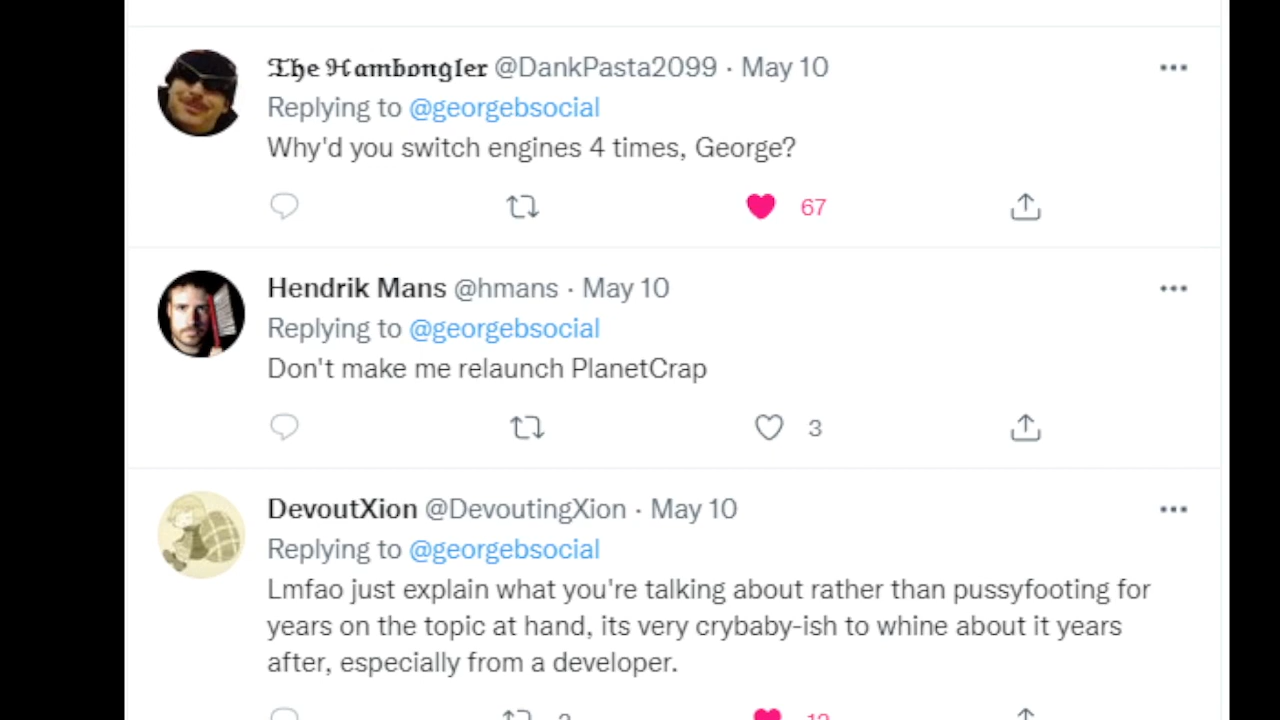 𝕿𝖍𝖊 𝕳𝖆𝖒𝖇𝖔𝖓𝖌𝖑𝖊𝖗 @DankPasta2099 · May 10
Replying to @georgebsocial
Why'd you switch engines 4 times, George?
67
Hendrik Mans @hmans · May 10
Replying to @georgebsocial
Don't make me relaunch PlanetCrap
3
DevoutXion @DevoutingXion · May 10
Replying to @georgebsocial
Lmfao just explain what you're talking about rather than pussyfooting for
years on the topic at hand, its very crybaby-ish to whine about it years
after, especially from a developer.